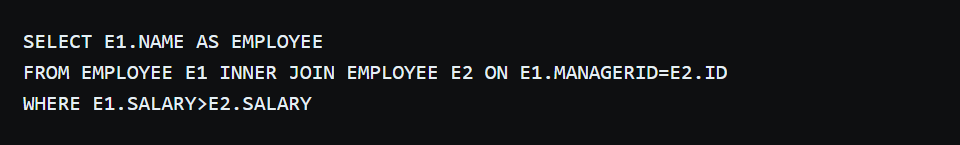 SELECT E1.NAME AS EMPLOYEE
FROM EMPLOYEE E1 INNER JOIN EMPLOYEE E2 ON E1.MANAGERID=E2.ID
WHERE E1.SALARY>E2.SALARY